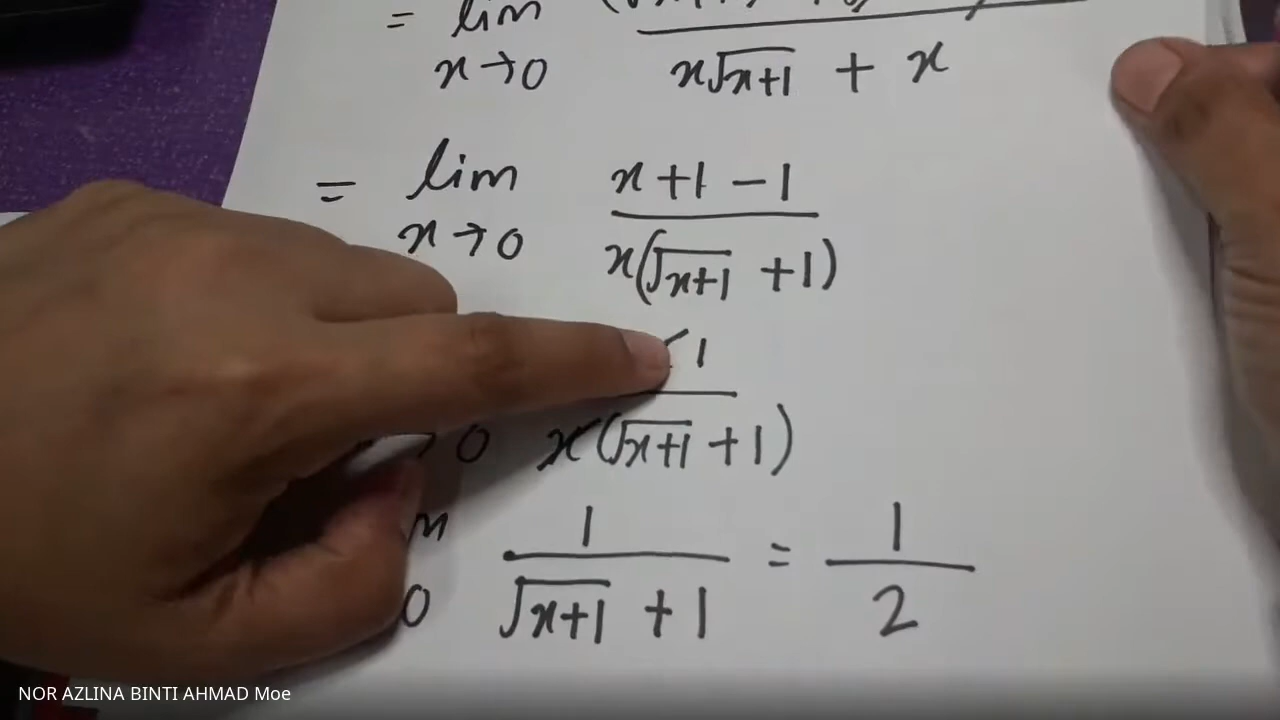 = lim
x→0 x√x+1 + x
= lim x+1-1
x→0 x(√x+1 +1)
1
0 x(√x+1 +1)
1 = 1
0 √x+1 +1 2
NOR AZLINA BINTI AHMAD Moe